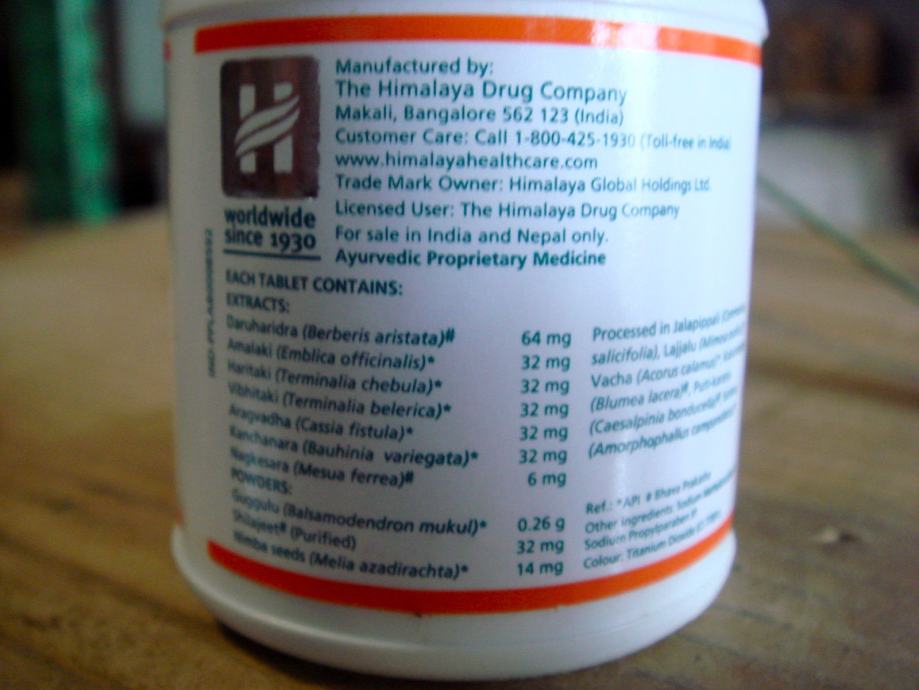 H
worldwide
since 1930
Manufactured by:
The Himalaya Drug Company
Makali, Bangalore 562 123 (India)
Customer Care: Call 1-800-425-1930 (Toll-free in India)
www.himalayahealthcare.com
Trade Mark Owner: Himalaya Global Holdings Ltd.
Licensed User: The Himalaya Drug Company
For sale in India and Nepal only.
Ayurvedic Proprietary Medicine
EACH TABLET CONTAINS:
EXTRACTS:
Daruharidra (Berberis aristata)# 64 mg
Amalaki (Emblica officinalis)* 32 mg
Haritaki (Terminalia chebula)* 32 mg
Vibhitaki (Terminalia belerica)* 32 mg
Aragvadha (Cassia fistula)* 32 mg
Kanchanara (Bauhinia variegata)* 32 mg
Nagkesara (Mesua ferrea)# 6 mg
POWDERS:
Guggulu (Balsamodendron mukul)* 0.26 g
Shilajeet# (Purified) 32 mg
Nimba seeds (Melia azadirachta)* 14 mg
Processed in Jalapippali
salicifolia), Lajjalu
Vacha (Acorus calamus)*
(Blumea lacera)#,
(Caesalpinia bonducella)#
(Amorphophallus
Ref.: *API # Bhava Prakasha
Other ingredients: Sodium
Sodium Propylparaben
Colour: Titanium Dioxide